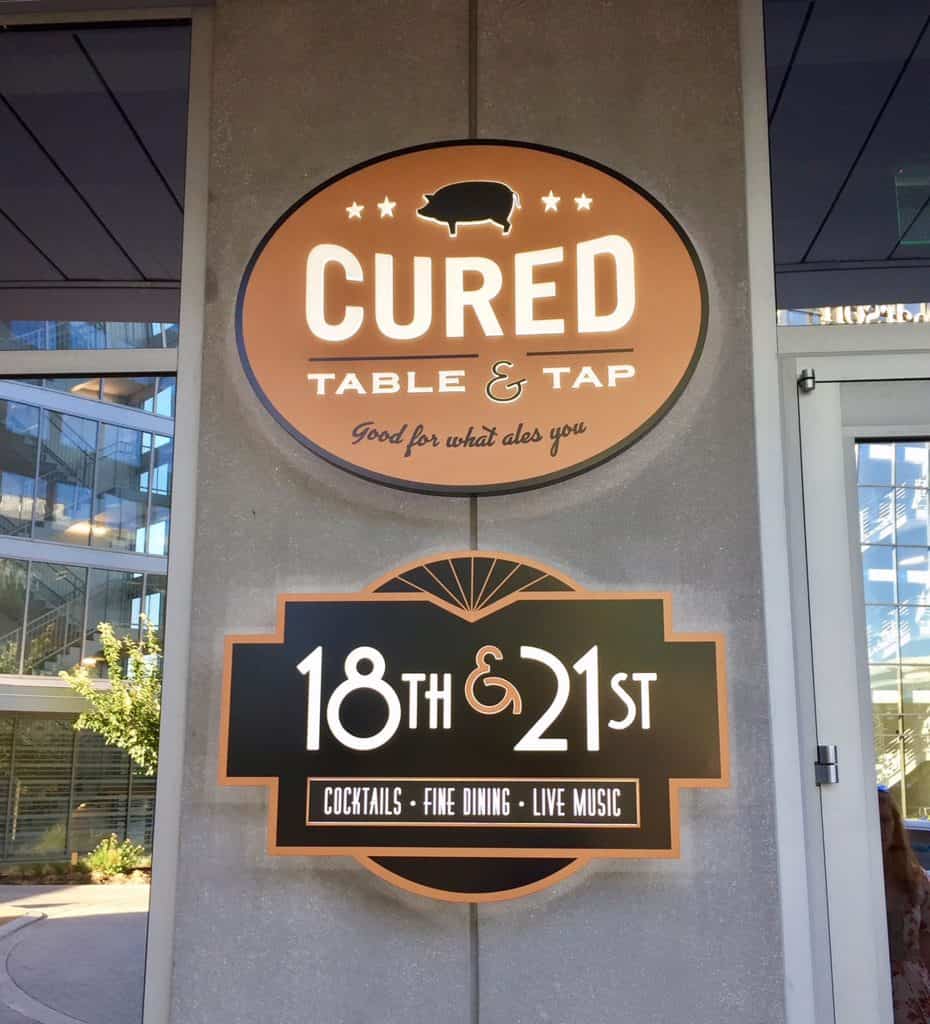 CURED
TABLE & TAP
Good for what ales you
18TH & 21ST
COCKTAILS • FINE DINING • LIVE MUSIC